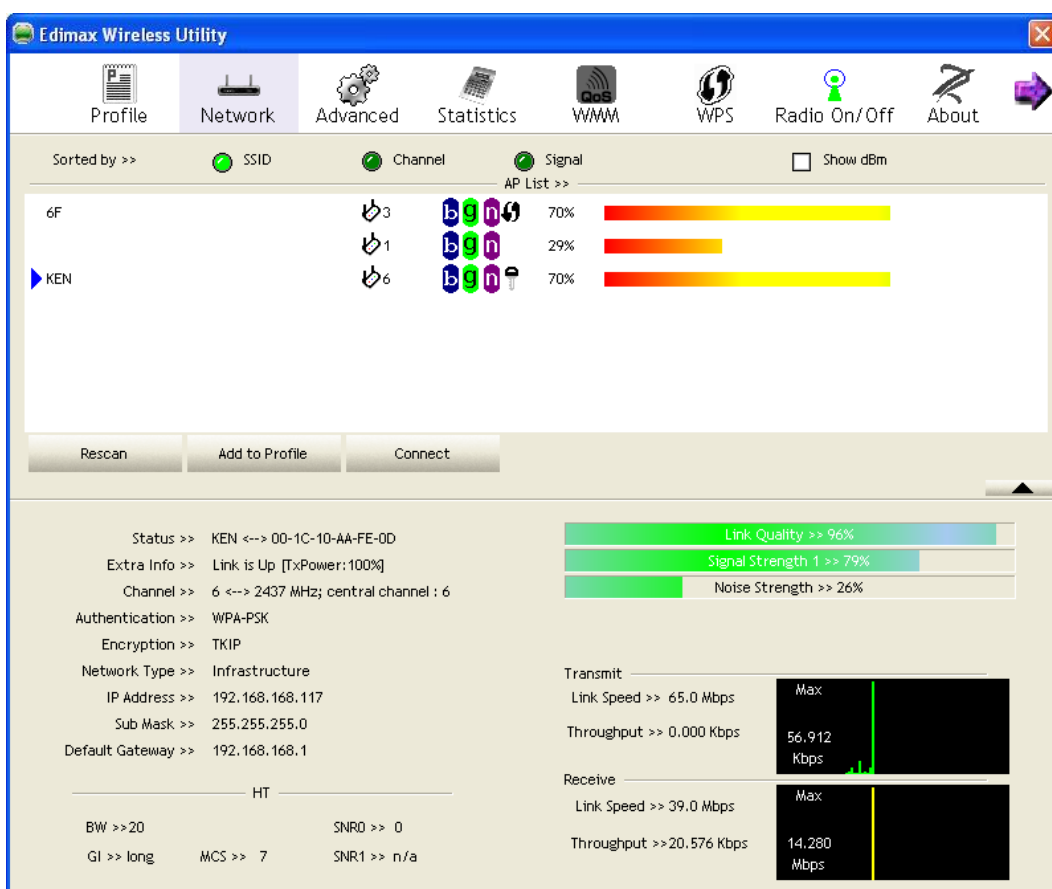 Edimax Wireless Utility
Profile Network Advanced Statistics WMM WPS Radio On/Off About
QoS
Sorted by >> SSID Channel Signal Show dBm
AP List >>
6F 3 b g n 70%
1 b g n 29%
KEN 6 b g n 70%
Rescan Add to Profile Connect
Status >> KEN <--> 00-1C-10-AA-FE-0D
Extra Info >> Link is Up [TxPower:100%]
Channel >> 6 <--> 2437 MHz; central channel : 6
Authentication >> WPA-PSK
Encryption >> TKIP
Network Type >> Infrastructure
IP Address >> 192.168.168.117
Sub Mask >> 255.255.255.0
Default Gateway >> 192.168.168.1
HT
BW >>20 SNR0 >> 0
GI >> long MCS >> 7 SNR1 >> n/a
Link Quality >> 96%
Signal Strength 1 >> 79%
Noise Strength >> 26%
Transmit
Link Speed >> 65.0 Mbps
Throughput >> 0.000 Kbps
Max
56.912
Kbps
Receive
Link Speed >> 39.0 Mbps
Throughput >>20.576 Kbps
Max
14.280
Mbps